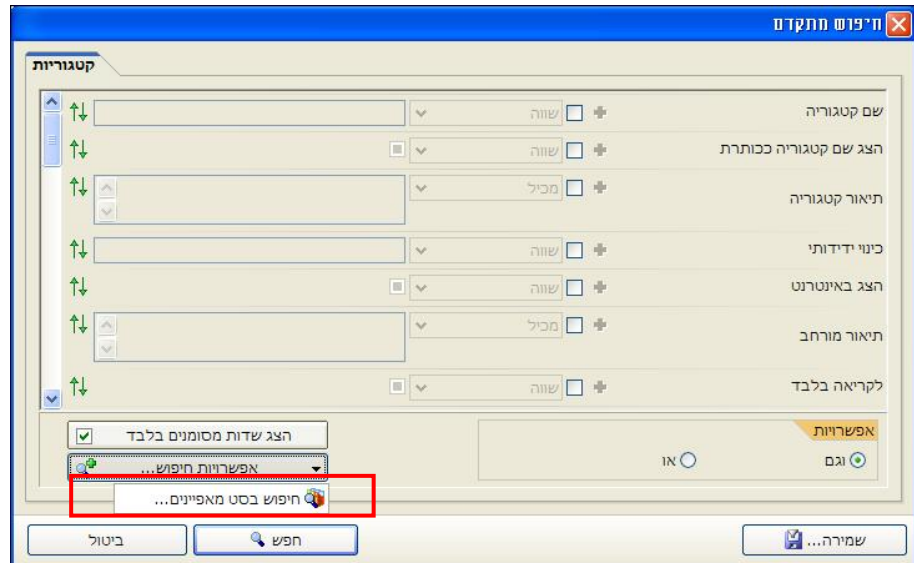 חיפוש מתקדם
קטגוריות
שם קטגוריה שווה
הצג שם קטגוריה ככותרת שווה
תיאור קטגוריה מכיל
כינוי ידידותי שווה
הצג באינטרנט שווה
תיאור מורחב מכיל
לקריאה בלבד שווה
אפשרויות
וגם או
הצג שדות מסומנים בלבד
אפשרויות חיפוש...
חיפוש בסט מאפיינים...
שמירה... חפש ביטול